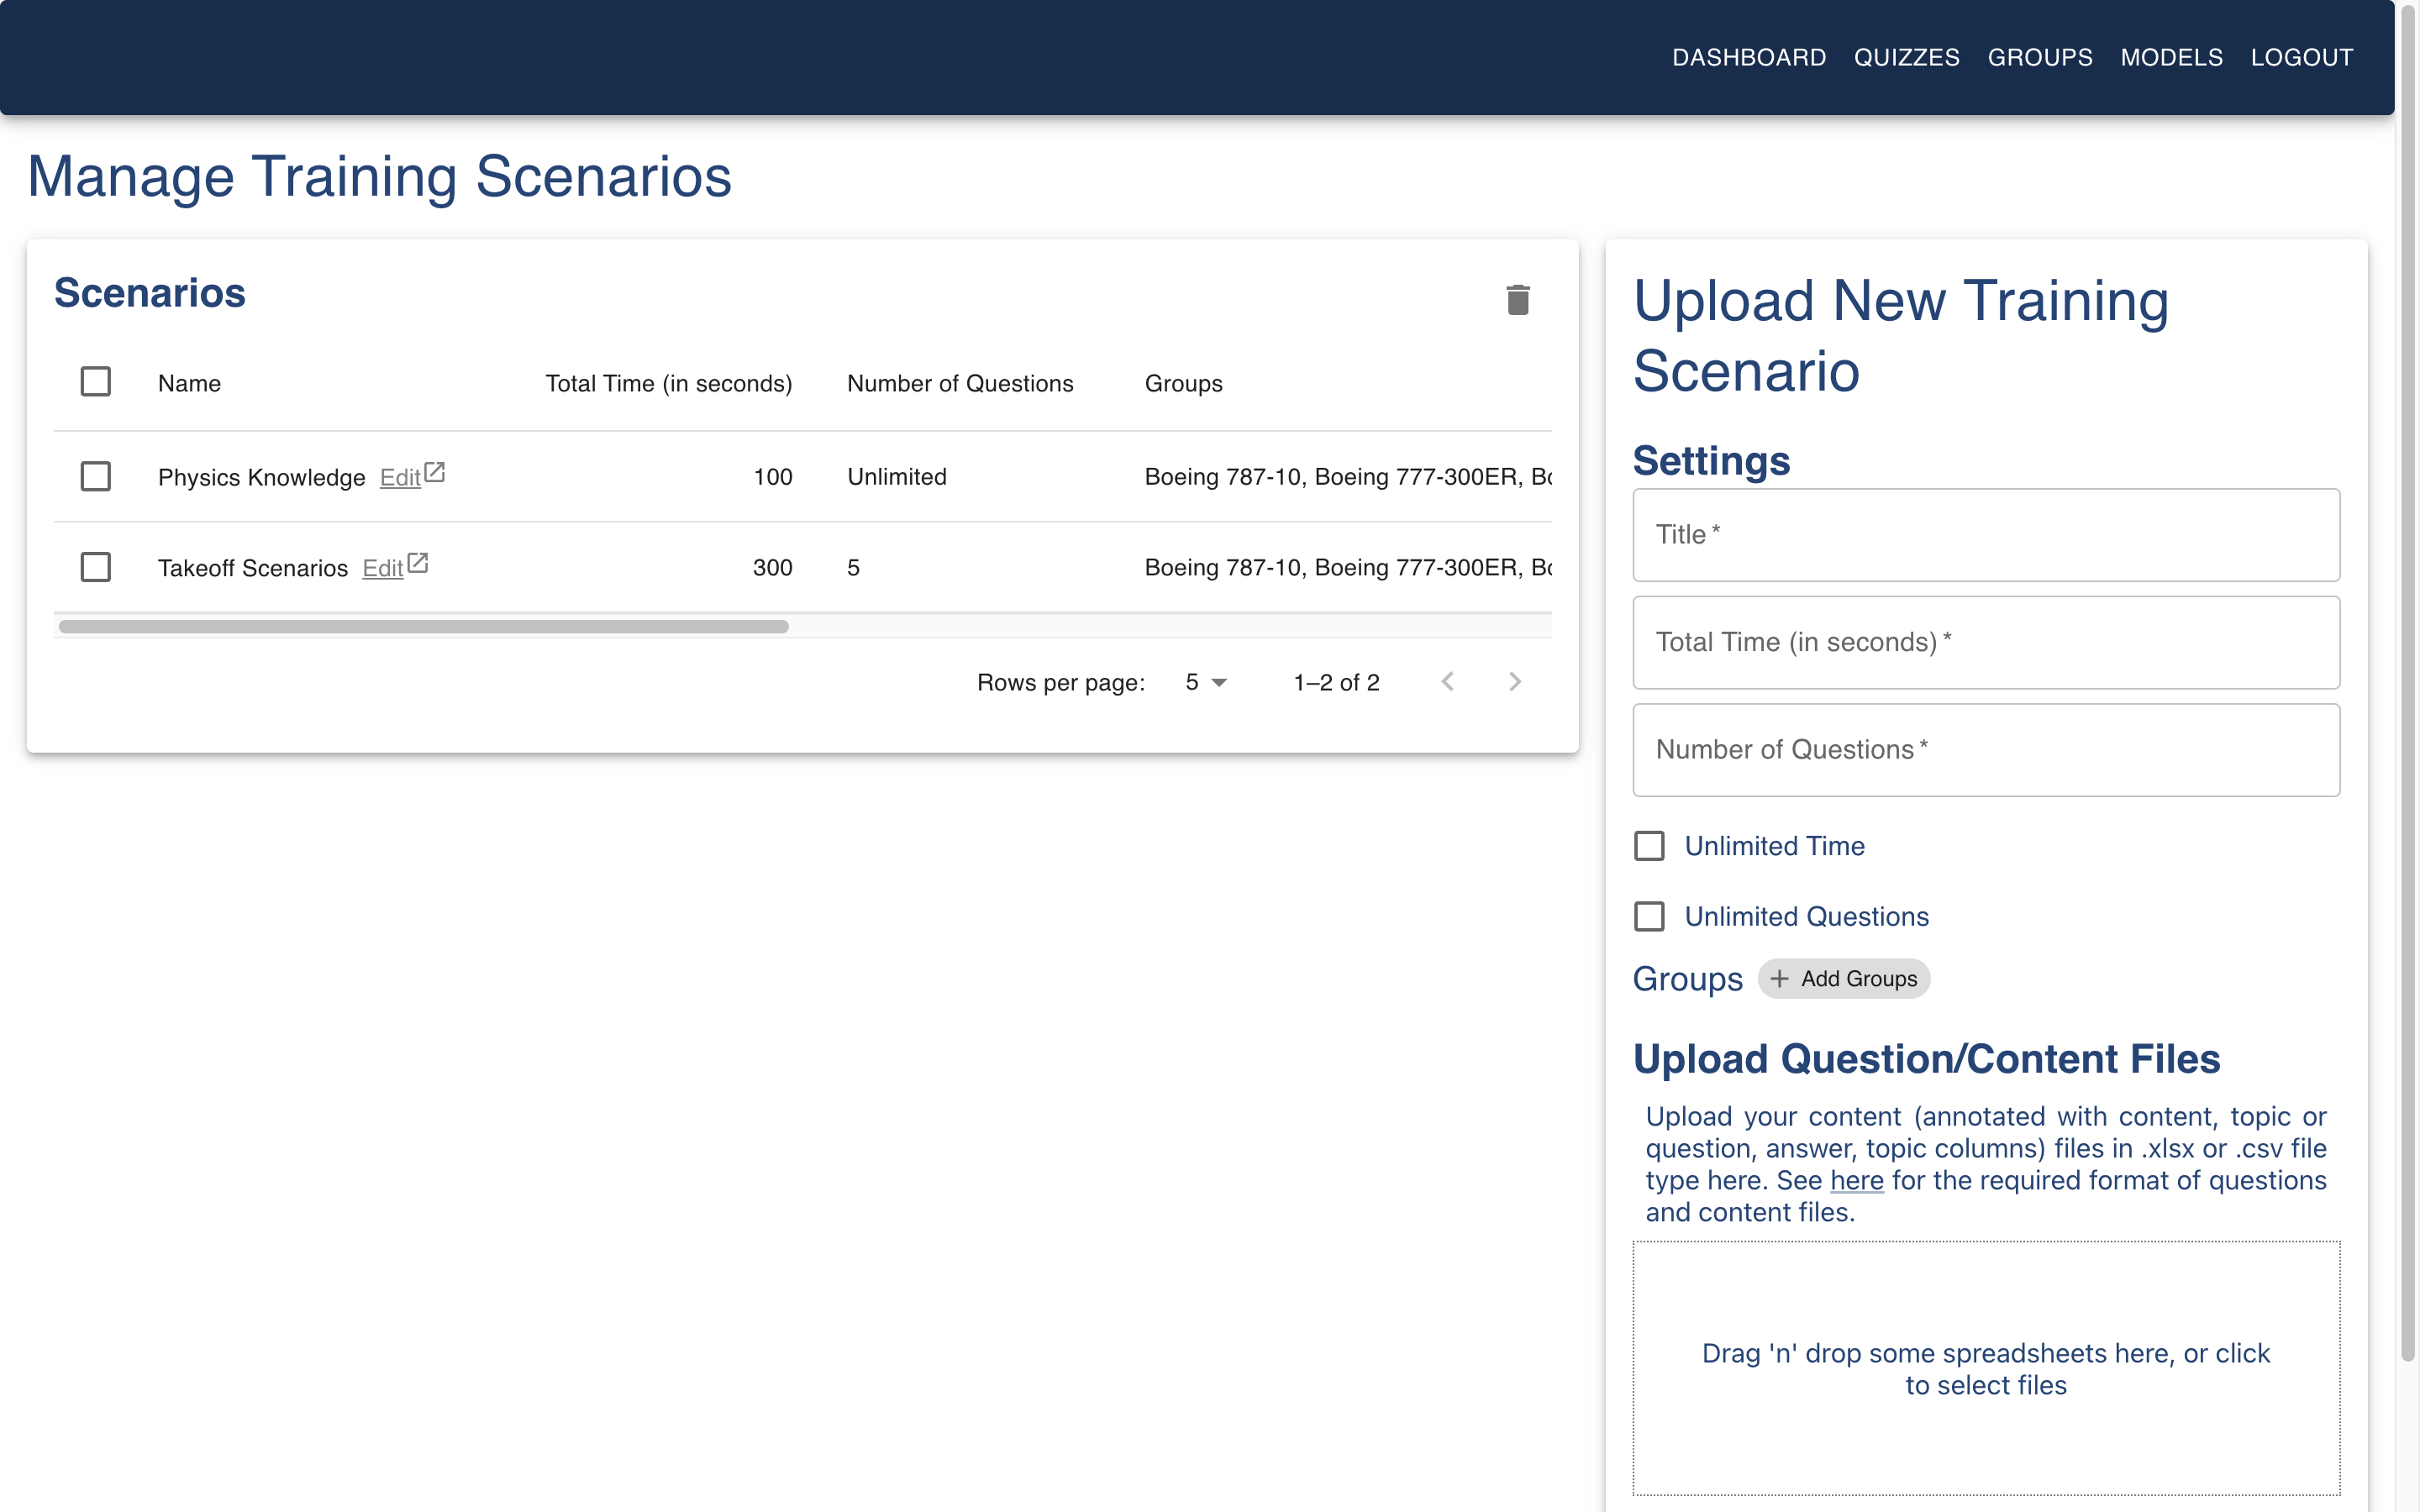 DASHBOARD QUIZZES GROUPS MODELS LOGOUT
Manage Training Scenarios
Scenarios
Name Total Time (in seconds) Number of Questions Groups
Physics Knowledge Edit 100 Unlimited Boeing 787-10, Boeing 777-300ER,
Takeoff Scenarios Edit 300 5 Boeing 787-10, Boeing 777-300ER,
Rows per page: 5 1–2 of 2
Upload New Training
Scenario
Settings
Title *
Total Time (in seconds) *
Number of Questions *
Unlimited Time
Unlimited Questions
Groups + Add Groups
Upload Question/Content Files
Upload your content (annotated with content, topic or
question, answer, topic columns) files in .xlsx or .csv file
type here. See here for the required format of questions
and content files.
Drag 'n' drop some spreadsheets here, or click
to select files